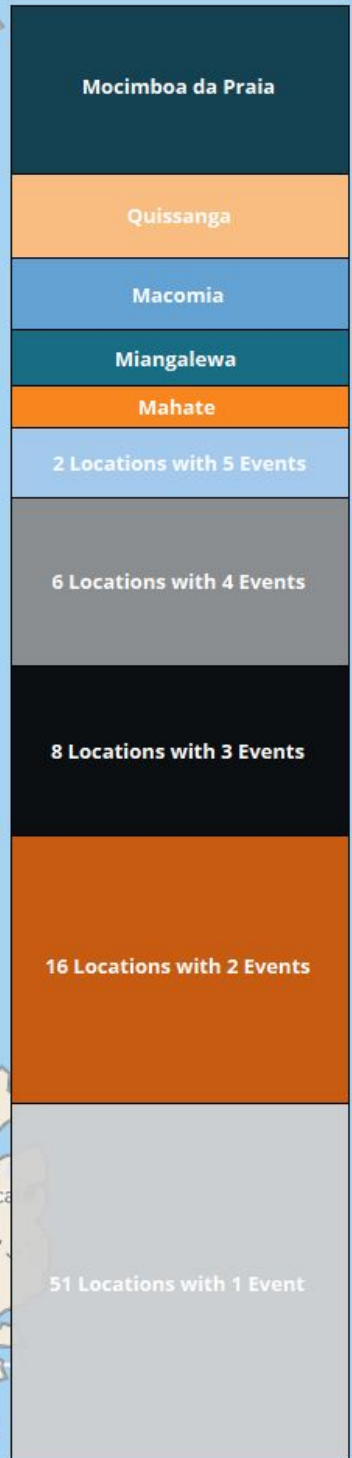 Mocimboa da Praia
Quissanga
Macomia
Miangalewa
Mahate
2 Locations with 5 Events
6 Locations with 4 Events
8 Locations with 3 Events
16 Locations with 2 Events
51 Locations with 1 Event